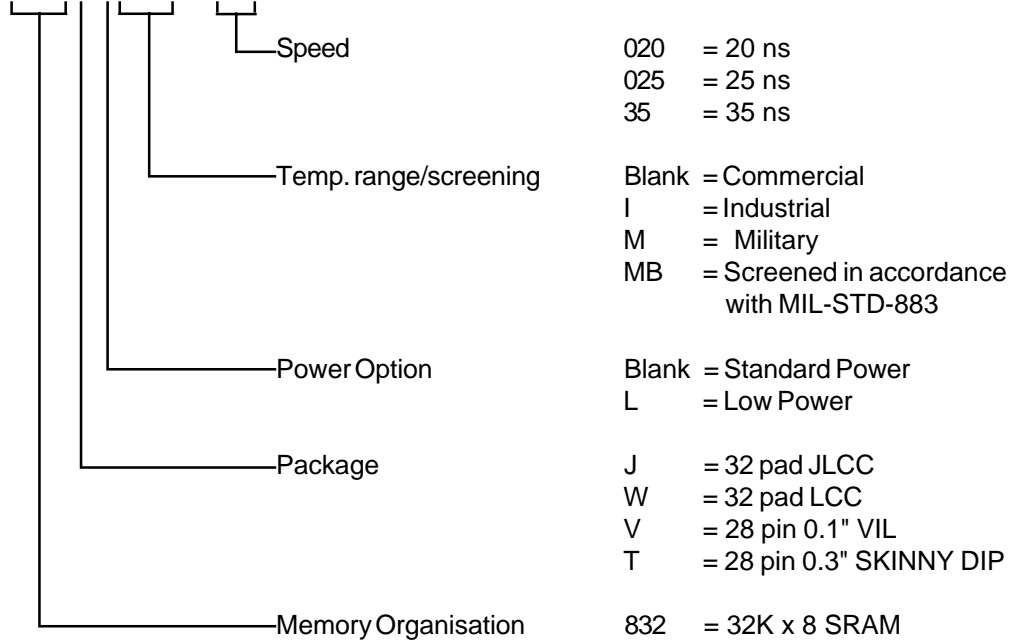 Speed 020 = 20 ns
025 = 25 ns
35 = 35 ns
Temp. range/screening Blank = Commercial
I = Industrial
M = Military
MB = Screened in accordance
with MIL-STD-883
Power Option Blank = Standard Power
L = Low Power
Package J = 32 pad JLCC
W = 32 pad LCC
V = 28 pin 0.1" VIL
T = 28 pin 0.3" SKINNY DIP
Memory Organisation 832 = 32K x 8 SRAM